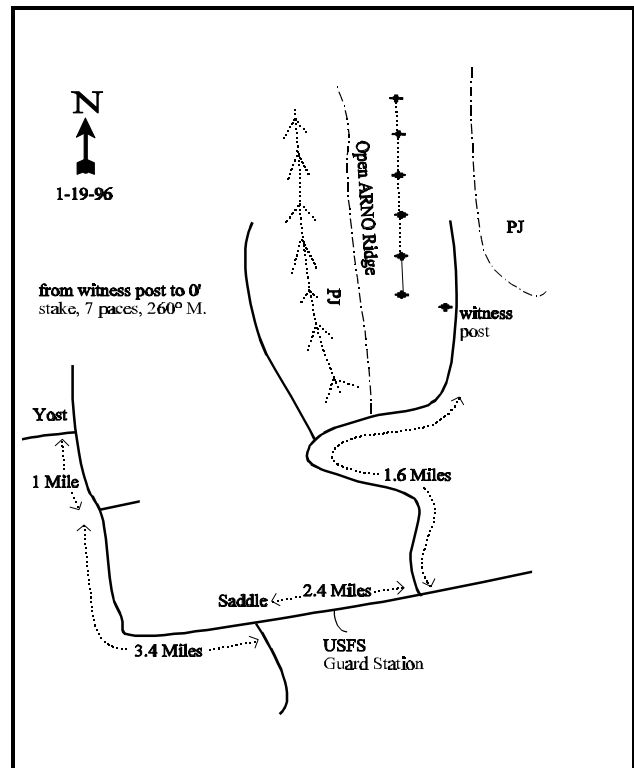 N
1-19-96
Open ARNO Ridge
PJ
PJ
from witness post to 0'
stake, 7 paces, 260° M.
witness
post
Yost
1 Mile
1.6 Miles
Saddle
2.4 Miles
3.4 Miles
USFS
Guard Station